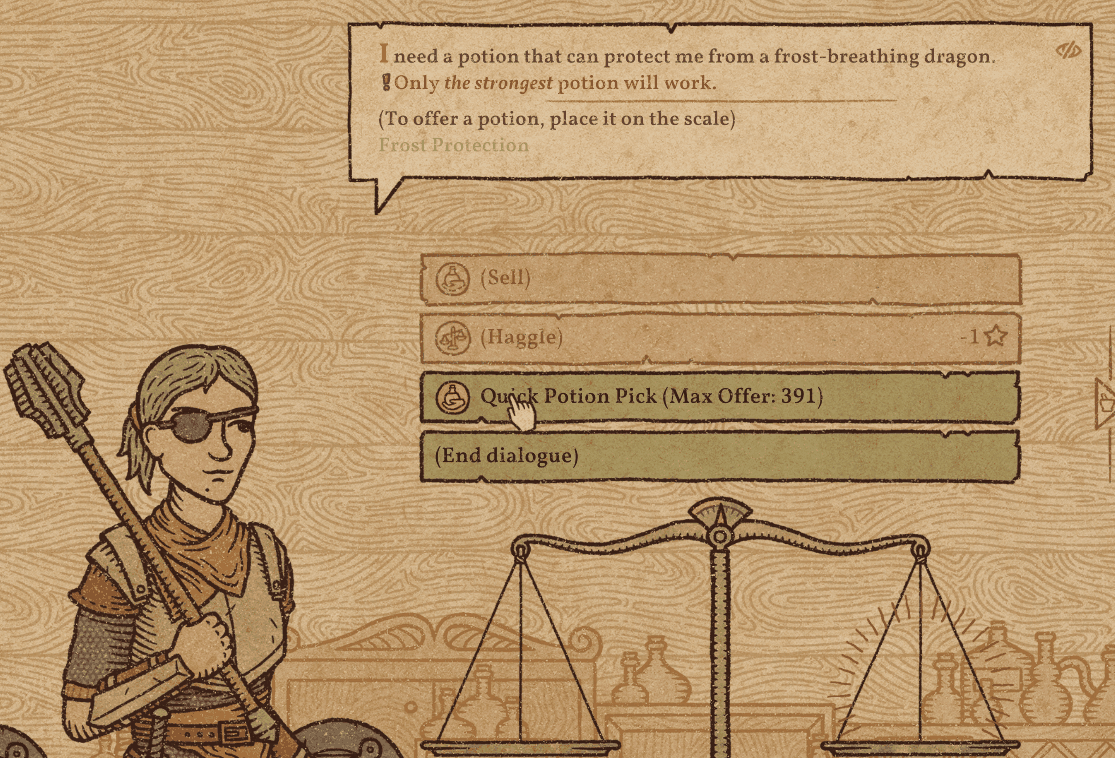 I need a potion that can protect me from a frost-breathing dragon.
!Only the strongest potion will work.
(To offer a potion, place it on the scale)
Frost Protection
(Sell)
(Haggle) -1
Quick Potion Pick (Max Offer: 391)
(End dialogue)